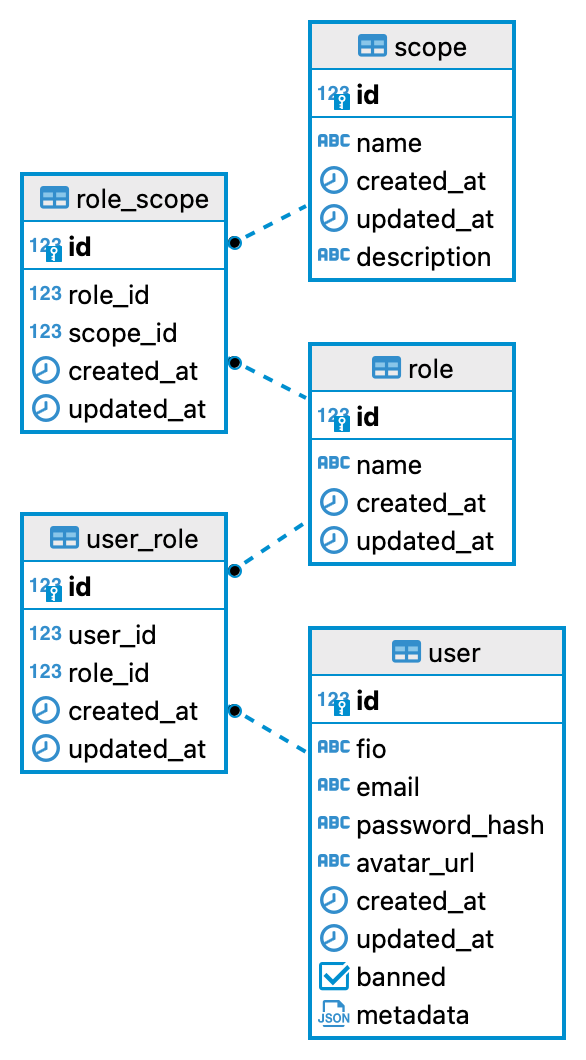 scope
123 id
ABC name
created_at
updated_at
ABC description
role_scope
123 id
123 role_id
123 scope_id
created_at
updated_at
role
123 id
ABC name
created_at
updated_at
user_role
123 id
123 user_id
123 role_id
created_at
updated_at
user
123 id
ABC fio
ABC email
ABC password_hash
ABC avatar_url
created_at
updated_at
banned
JSON metadata